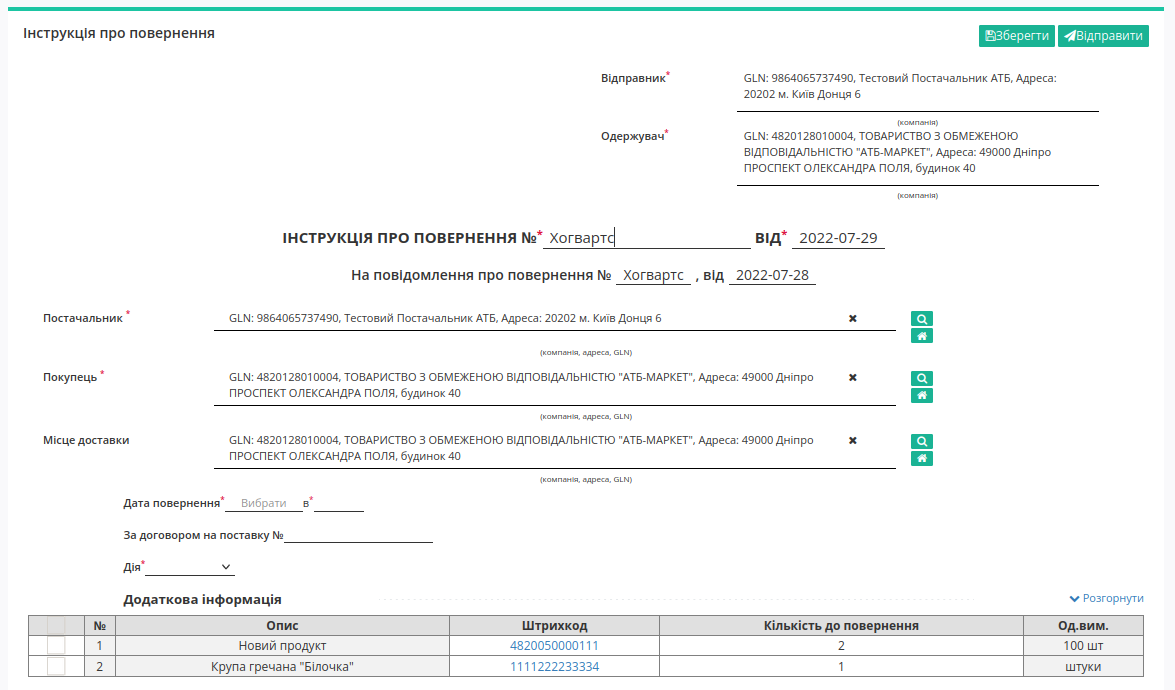 Інструкція про повернення
Зберегти Відправити
Відправник* GLN: 9864065737490, Тестовий Постачальник АТБ, Адреса:
20202 м. Київ Донця 6
(компанія)
Одержувач* GLN: 4820128010004, ТОВАРИСТВО З ОБМЕЖЕНОЮ
ВІДПОВІДАЛЬНІСТЮ "АТБ-МАРКЕТ", Адреса: 49000 Дніпро
ПРОСПЕКТ ОЛЕКСАНДРА ПОЛЯ, будинок 40
(компанія)
ІНСТРУКЦІЯ ПРО ПОВЕРНЕННЯ №* Хогвартс ВІД* 2022-07-29
На повідомлення про повернення № Хогвартс , від 2022-07-28
Постачальник * GLN: 9864065737490, Тестовий Постачальник АТБ, Адреса: 20202 м. Київ Донця 6
(компанія, адреса, GLN)
Покупець * GLN: 4820128010004, ТОВАРИСТВО З ОБМЕЖЕНОЮ ВІДПОВІДАЛЬНІСТЮ "АТБ-МАРКЕТ", Адреса: 49000 Дніпро
ПРОСПЕКТ ОЛЕКСАНДРА ПОЛЯ, будинок 40
(компанія, адреса, GLN)
Місце доставки GLN: 4820128010004, ТОВАРИСТВО З ОБМЕЖЕНОЮ ВІДПОВІДАЛЬНІСТЮ "АТБ-МАРКЕТ", Адреса: 49000 Дніпро
ПРОСПЕКТ ОЛЕКСАНДРА ПОЛЯ, будинок 40
(компанія, адреса, GLN)
Дата повернення* Вибрати в*
За договором на поставку №
Дія*
Додаткова інформація Розгорнути
№ Опис Штрихкод Кількість до повернення Од.вим.
1 Новий продукт 4820050000111 2 100 шт
2 Крупа гречана "Білочка" 1111222233334 1 штуки